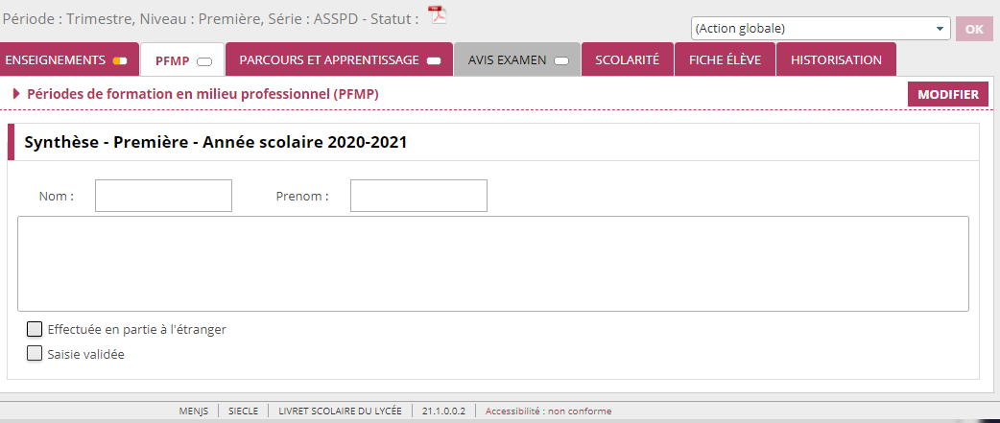 Période : Trimestre, Niveau : Première, Série : ASSPD - Statut :
(Action globale) OK
ENSEIGNEMENTS PFMP PARCOURS ET APPRENTISSAGE AVIS EXAMEN SCOLARITÉ FICHE ÉLÈVE HISTORISATION
Périodes de formation en milieu professionnel (PFMP) MODIFIER
Synthèse - Première - Année scolaire 2020-2021
Nom : Prenom :
Effectuée en partie à l'étranger
Saisie validée
MENJS SIECLE LIVRET SCOLAIRE DU LYCÉE 21.1.0.0.2 Accessibilité : non conforme